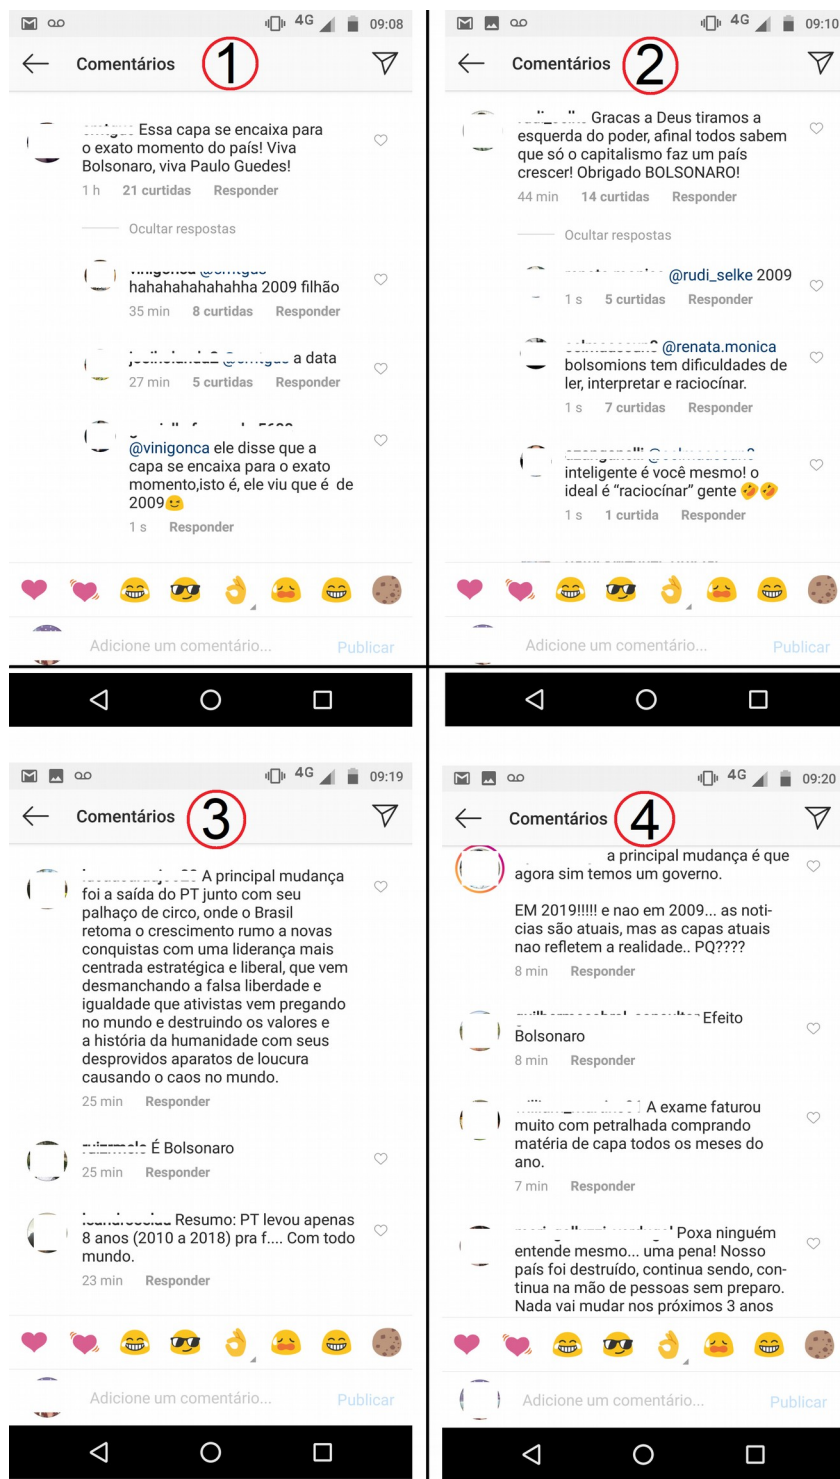 4G 09:08
Comentários 1
Essa capa se encaixa para
o exato momento do país! Viva
Bolsonaro, viva Paulo Guedes!
1 h 21 curtidas Responder
Ocultar respostas
hahahahahahahha 2009 filhão
35 min 8 curtidas Responder
a data
27 min 5 curtidas Responder
@vinigonca ele disse que a
capa se encaixa para o exato
momento,isto é, ele viu que é de
2009
1 s Responder
Adicione um comentário... Publicar
4G 09:10
Comentários 2
Gracas a Deus tiramos a
esquerda do poder, afinal todos sabem
que só o capitalismo faz um país
crescer! Obrigado BOLSONARO!
44 min 14 curtidas Responder
Ocultar respostas
@rudi_selke 2009
1 s 5 curtidas Responder
@renata.monica
bolsomions tem dificuldades de
ler, interpretar e raciocínar.
1 s 7 curtidas Responder
inteligente é você mesmo! o
ideal é “raciocínar” gente
1 s 1 curtida Responder
Adicione um comentário... Publicar
4G 09:19
Comentários 3
A principal mudança
foi a saída do PT junto com seu
palhaço de circo, onde o Brasil
retoma o crescimento rumo a novas
conquistas com uma liderança mais
centrada estratégica e liberal, que vem
desmanchando a falsa liberdade e
igualdade que ativistas vem pregando
no mundo e destruindo os valores e
a história da humanidade com seus
desprovidos aparatos de loucura
causando o caos no mundo.
25 min Responder
É Bolsonaro
25 min Responder
Resumo: PT levou apenas
8 anos (2010 a 2018) pra f.... Com todo
mundo.
23 min Responder
Adicione um comentário... Publicar
4G 09:20
Comentários 4
a principal mudança é que
agora sim temos um governo.
EM 2019!!!!! e nao em 2009... as noti-
cias são atuais, mas as capas atuais
nao refletem a realidade.. PQ????
8 min Responder
Efeito
Bolsonaro
8 min Responder
A exame faturou
muito com petralhada comprando
matéria de capa todos os meses do
ano.
7 min Responder
Poxa ninguém
entende mesmo... uma pena! Nosso
país foi destruído, continua sendo, con-
tinua na mão de pessoas sem preparo.
Nada vai mudar nos próximos 3 anos
Adicione um comentário... Publicar